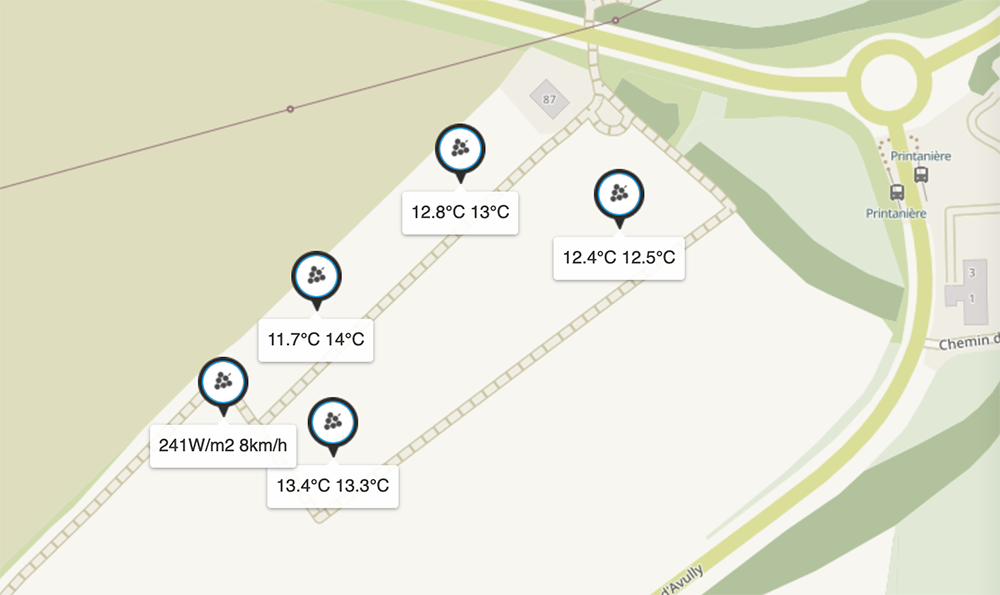 87
Printanière
Printanière
12.8°C 13°C
12.4°C 12.5°C
3
1
11.7°C 14°C
Chemin d
241W/m2 8km/h
13.4°C 13.3°C
d'Avully